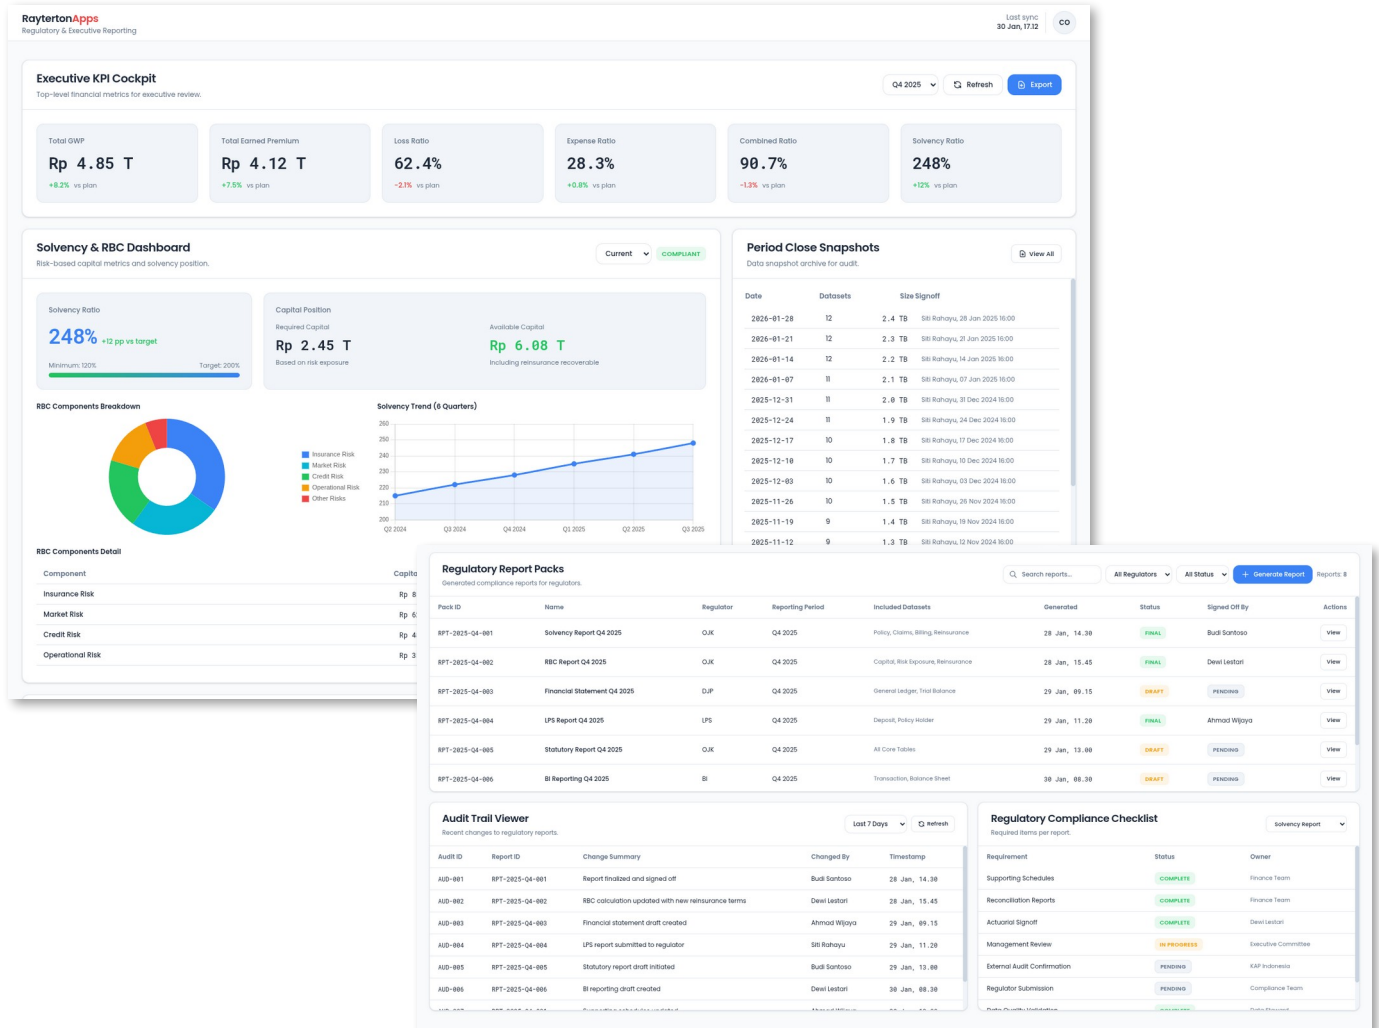 RaytertonApps
Regulatory & Executive Reporting
Last sync
30 Jan, 17.12
CO
Executive KPI Cockpit
Top-level financial metrics for executive review.
Q4 2025
Refresh
Export
Total GWP
Rp 4.85 T
+8.2% vs plan
Total Earned Premium
Rp 4.12 T
+7.5% vs plan
Loss Ratio
62.4%
-2.1% vs plan
Expense Ratio
28.3%
+0.8% vs plan
Combined Ratio
90.7%
-1.3% vs plan
Solvency Ratio
248%
+12% vs plan
Solvency & RBC Dashboard
Risk-based capital metrics and solvency position.
Current
COMPLIANT
Solvency Ratio
248% +12 pp vs target
Minimum: 120% Target: 200%
Capital Position
Required Capital
Rp 2.45 T
Based on risk exposure
Available Capital
Rp 6.08 T
Including reinsurance recoverable
RBC Components Breakdown
Insurance Risk
Market Risk
Credit Risk
Operational Risk
Other Risks
Solvency Trend (6 Quarters)
260
250
240
230
220
210
200
Q2 2024 Q3 2024 Q4 2024 Q1 2025 Q2 2025 Q3 2025
RBC Components Detail
Component Capita
Insurance Risk Rp 8
Market Risk Rp 6
Credit Risk Rp 4
Operational Risk Rp 3
Period Close Snapshots
Data snapshot archive for audit.
View All
Date Datasets Size Signoff
2026-01-28 12 2.4 TB Siti Rahayu, 28 Jan 2025 16:00
2026-01-21 12 2.3 TB Siti Rahayu, 21 Jan 2025 16:00
2026-01-14 12 2.2 TB Siti Rahayu, 14 Jan 2025 16:00
2026-01-07 11 2.1 TB Siti Rahayu, 07 Jan 2025 16:00
2025-12-31 11 2.0 TB Siti Rahayu, 31 Dec 2024 16:00
2025-12-24 11 1.9 TB Siti Rahayu, 24 Dec 2024 16:00
2025-12-17 10 1.8 TB Siti Rahayu, 17 Dec 2024 16:00
2025-12-10 10 1.7 TB Siti Rahayu, 10 Dec 2024 16:00
2025-12-03 10 1.6 TB Siti Rahayu, 03 Dec 2024 16:00
2025-11-26 10 1.5 TB Siti Rahayu, 26 Nov 2024 16:00
2025-11-19 9 1.4 TB Siti Rahayu, 19 Nov 2024 16:00
2025-11-12 9 1.3 TB Siti Rahayu, 12 Nov 2024 16:00
Regulatory Report Packs
Generated compliance reports for regulators.
Search reports...
All Regulators
All Status
+ Generate Report
Reports: 8
Pack ID Name Regulator Reporting Period Included Datasets Generated Status Signed Off By Actions
RPT-2025-Q4-001 Solvency Report Q4 2025 OJK Q4 2025 Policy, Claims, Billing, Reinsurance 28 Jan, 14.30 FINAL Budi Santoso View
RPT-2025-Q4-002 RBC Report Q4 2025 OJK Q4 2025 Capital, Risk Exposure, Reinsurance 28 Jan, 15.45 FINAL Dewi Lestari View
RPT-2025-Q4-003 Financial Statement Q4 2025 DJP Q4 2025 General Ledger, Trial Balance 29 Jan, 09.15 DRAFT PENDING View
RPT-2025-Q4-004 LPS Report Q4 2025 LPS Q4 2025 Deposit, Policy Holder 29 Jan, 11.20 FINAL Ahmad Wijaya View
RPT-2025-Q4-005 Statutory Report Q4 2025 OJK Q4 2025 All Core Tables 29 Jan, 13.00 DRAFT PENDING View
RPT-2025-Q4-006 BI Reporting Q4 2025 BI Q4 2025 Transaction, Balance Sheet 30 Jan, 08.30 DRAFT PENDING View
Audit Trail Viewer
Recent changes to regulatory reports.
Last 7 Days
Refresh
Audit ID Report ID Change Summary Changed By Timestamp
AUD-001 RPT-2025-Q4-001 Report finalized and signed off Budi Santoso 28 Jan, 14.30
AUD-002 RPT-2025-Q4-002 RBC calculation updated with new reinsurance terms Dewi Lestari 28 Jan, 15.45
AUD-003 RPT-2025-Q4-003 Financial statement draft created Ahmad Wijaya 29 Jan, 09.15
AUD-004 RPT-2025-Q4-004 LPS report submitted to regulator Siti Rahayu 29 Jan, 11.20
AUD-005 RPT-2025-Q4-005 Statutory report draft initiated Budi Santoso 29 Jan, 13.00
AUD-006 RPT-2025-Q4-006 BI reporting draft created Dewi Lestari 30 Jan, 08.30
Regulatory Compliance Checklist
Required items per report.
Solvency Report
Requirement Status Owner
Supporting Schedules COMPLETE Finance Team
Reconciliation Reports COMPLETE Finance Team
Actuarial Signoff COMPLETE Dewi Lestari
Management Review IN PROGRESS Executive Committee
External Audit Confirmation PENDING KAP Indonesia
Regulator Submission PENDING Compliance Team